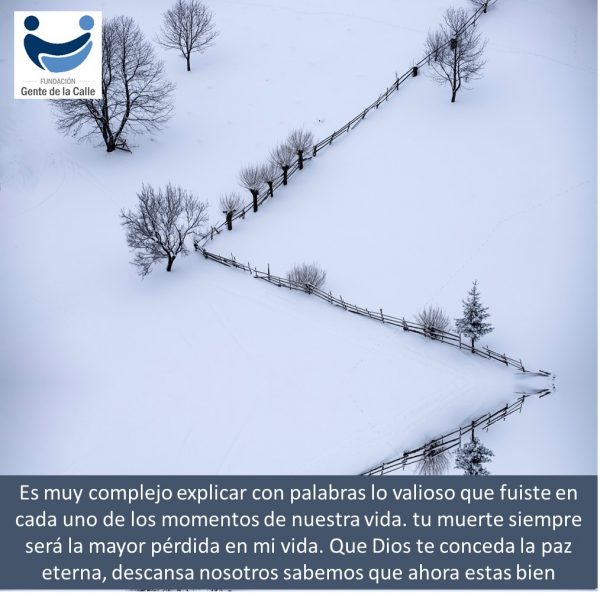 FUNDACIÓN
Gente de la Calle
Es muy complejo explicar con palabras lo valioso que fuiste en
cada uno de los momentos de nuestra vida. tu muerte siempre
será la mayor pérdida en mi vida. Que Dios te conceda la paz
eterna, descansa nosotros sabemos que ahora estas bien